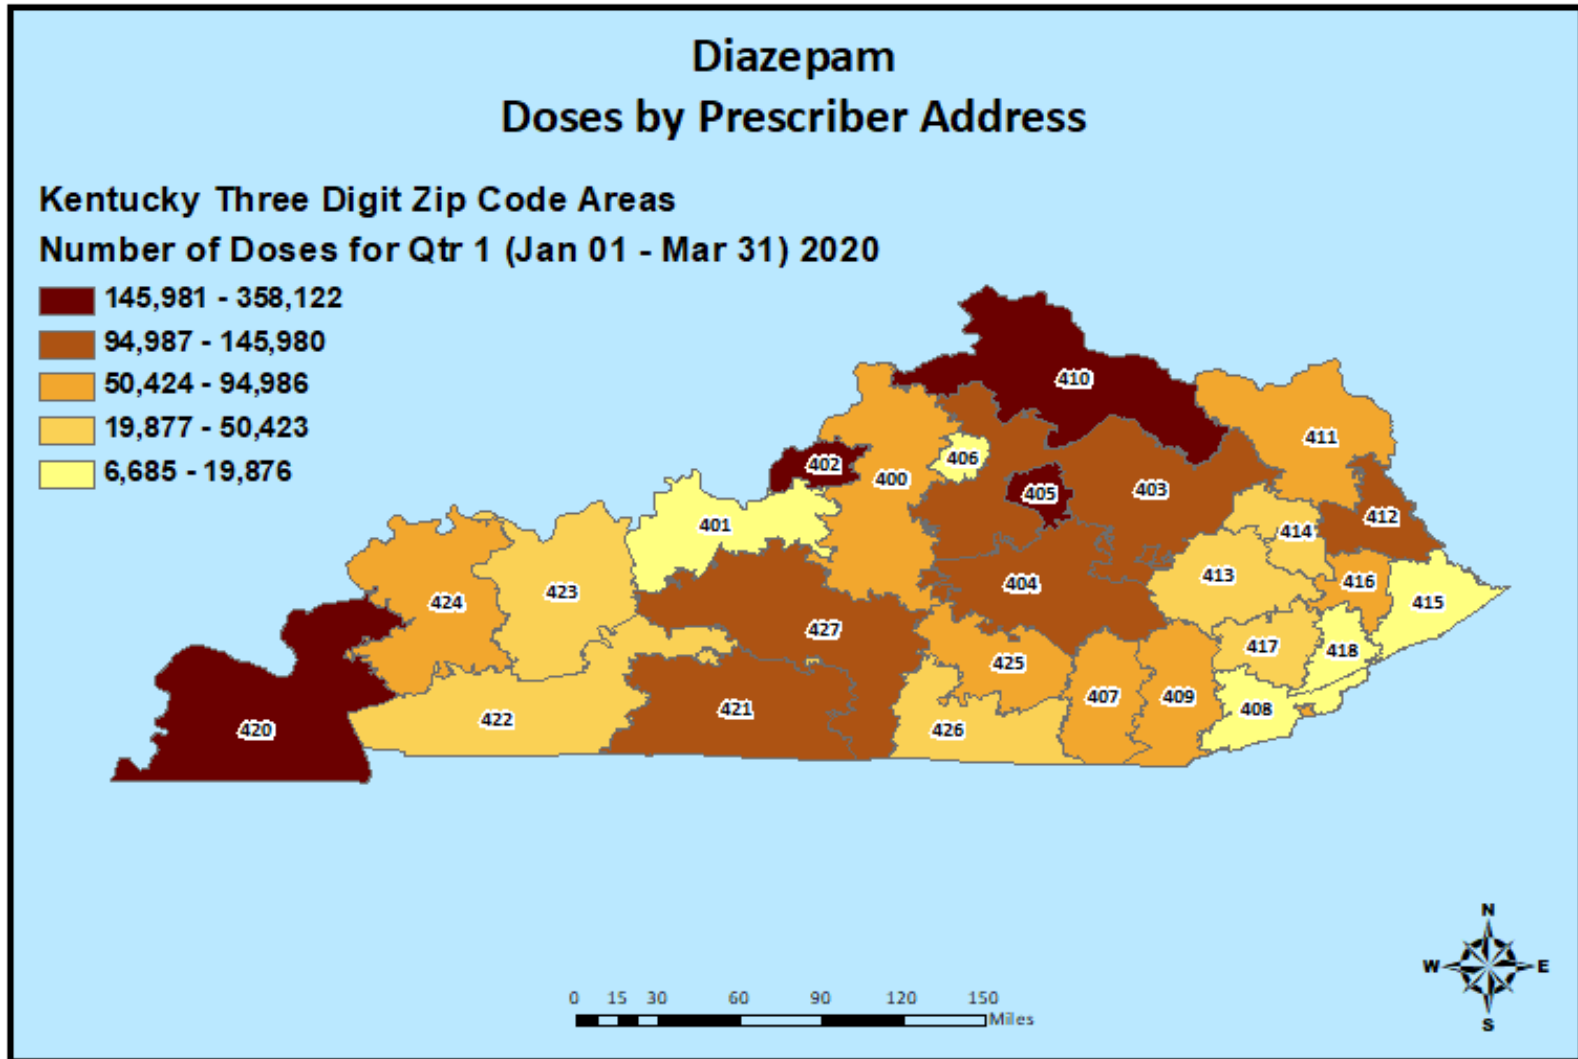 Diazepam
Doses by Prescriber Address
Kentucky Three Digit Zip Code Areas
Number of Doses for Qtr 1 (Jan 01 - Mar 31) 2020
145,981 - 358,122
94,987 - 145,980
50,424 - 94,986
19,877 - 50,423
6,685 - 19,876
410
411
406
402
400
405
403
412
401
414
404
413
416
424
423
415
427
425
417
418
420
422
421
426
407
409
408
N
W E
S
0 15 30 60 90 120 150
Miles